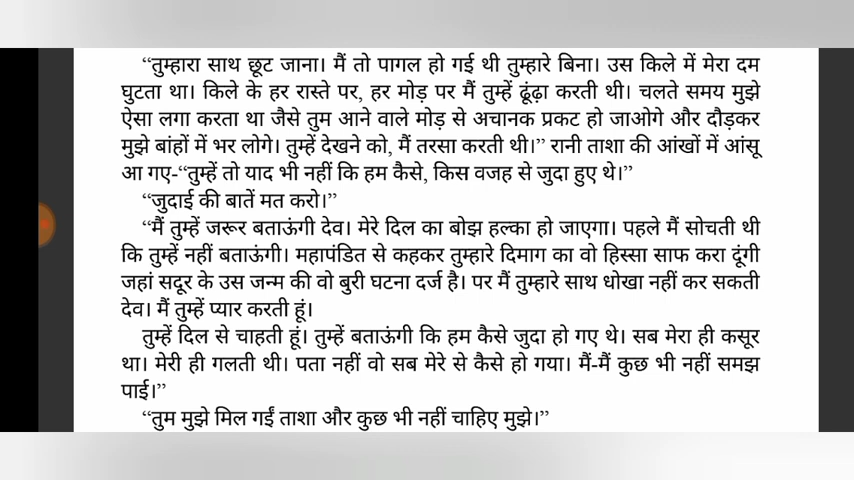 “तुम्हारा साथ छूट जाना। मैं तो पागल हो गई थी तुम्हारे बिना। उस किले में मेरा दम
घुटता था। किले के हर रास्ते पर, हर मोड़ पर मैं तुम्हें ढूंढ़ा करती थी। चलते समय मुझे
ऐसा लगा करता था जैसे तुम आने वाले मोड़ से अचानक प्रकट हो जाओगे और दौड़कर
मुझे बांहों में भर लोगे। तुम्हें देखने को, मैं तरसा करती थी।” रानी ताशा की आंखों में आंसू
आ गए-“तुम्हें तो याद भी नहीं कि हम कैसे, किस वजह से जुदा हुए थे।”
“जुदाई की बातें मत करो।”
“मैं तुम्हें जरूर बताऊंगी देव। मेरे दिल का बोझ हल्का हो जाएगा। पहले मैं सोचती थी
कि तुम्हें नहीं बताऊंगी। महापंडित से कहकर तुम्हारे दिमाग का वो हिस्सा साफ करा दूंगी
जहां सदूर के उस जन्म की वो बुरी घटना दर्ज है। पर मैं तुम्हारे साथ धोखा नहीं कर सकती
देव। मैं तुम्हें प्यार करती हूं।
तुम्हें दिल से चाहती हूं। तुम्हें बताऊंगी कि हम कैसे जुदा हो गए थे। सब मेरा ही कसूर
था। मेरी ही गलती थी। पता नहीं वो सब मेरे से कैसे हो गया। मैं-मैं कुछ भी नहीं समझ
पाई।”
“तुम मुझे मिल गईं ताशा और कुछ भी नहीं चाहिए मुझे।”